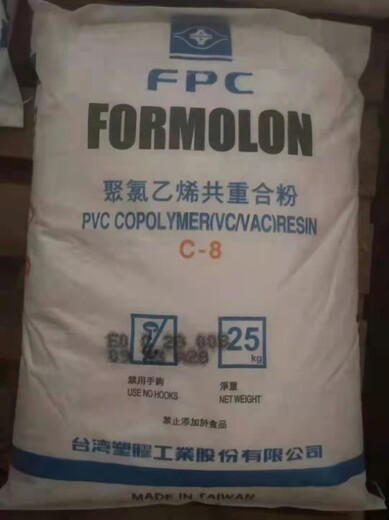 FPC
FORMOLON
聚氯乙烯共重合粉
PVC COPOLYMER(VC/VAC)RESIN
C-8
25
kg
禁用手鉤
USE NO HOOKS
淨重
NET WEIGHT
禁止添加於食品
台湾塑膠工業股份有限公司
MADE IN TAIWAN